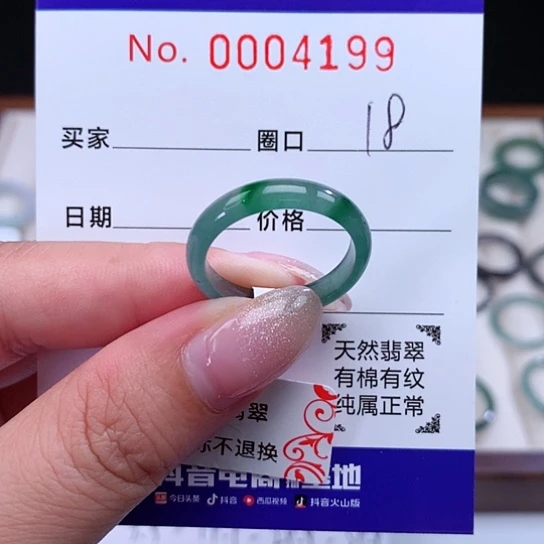 No. 0004199
买家 圈口 18
日期 价格
天然翡翠
有棉有纹
纯属正常
翠
不退换
抖音电商 基地
今日头条 抖音 西瓜视频 抖音火山版